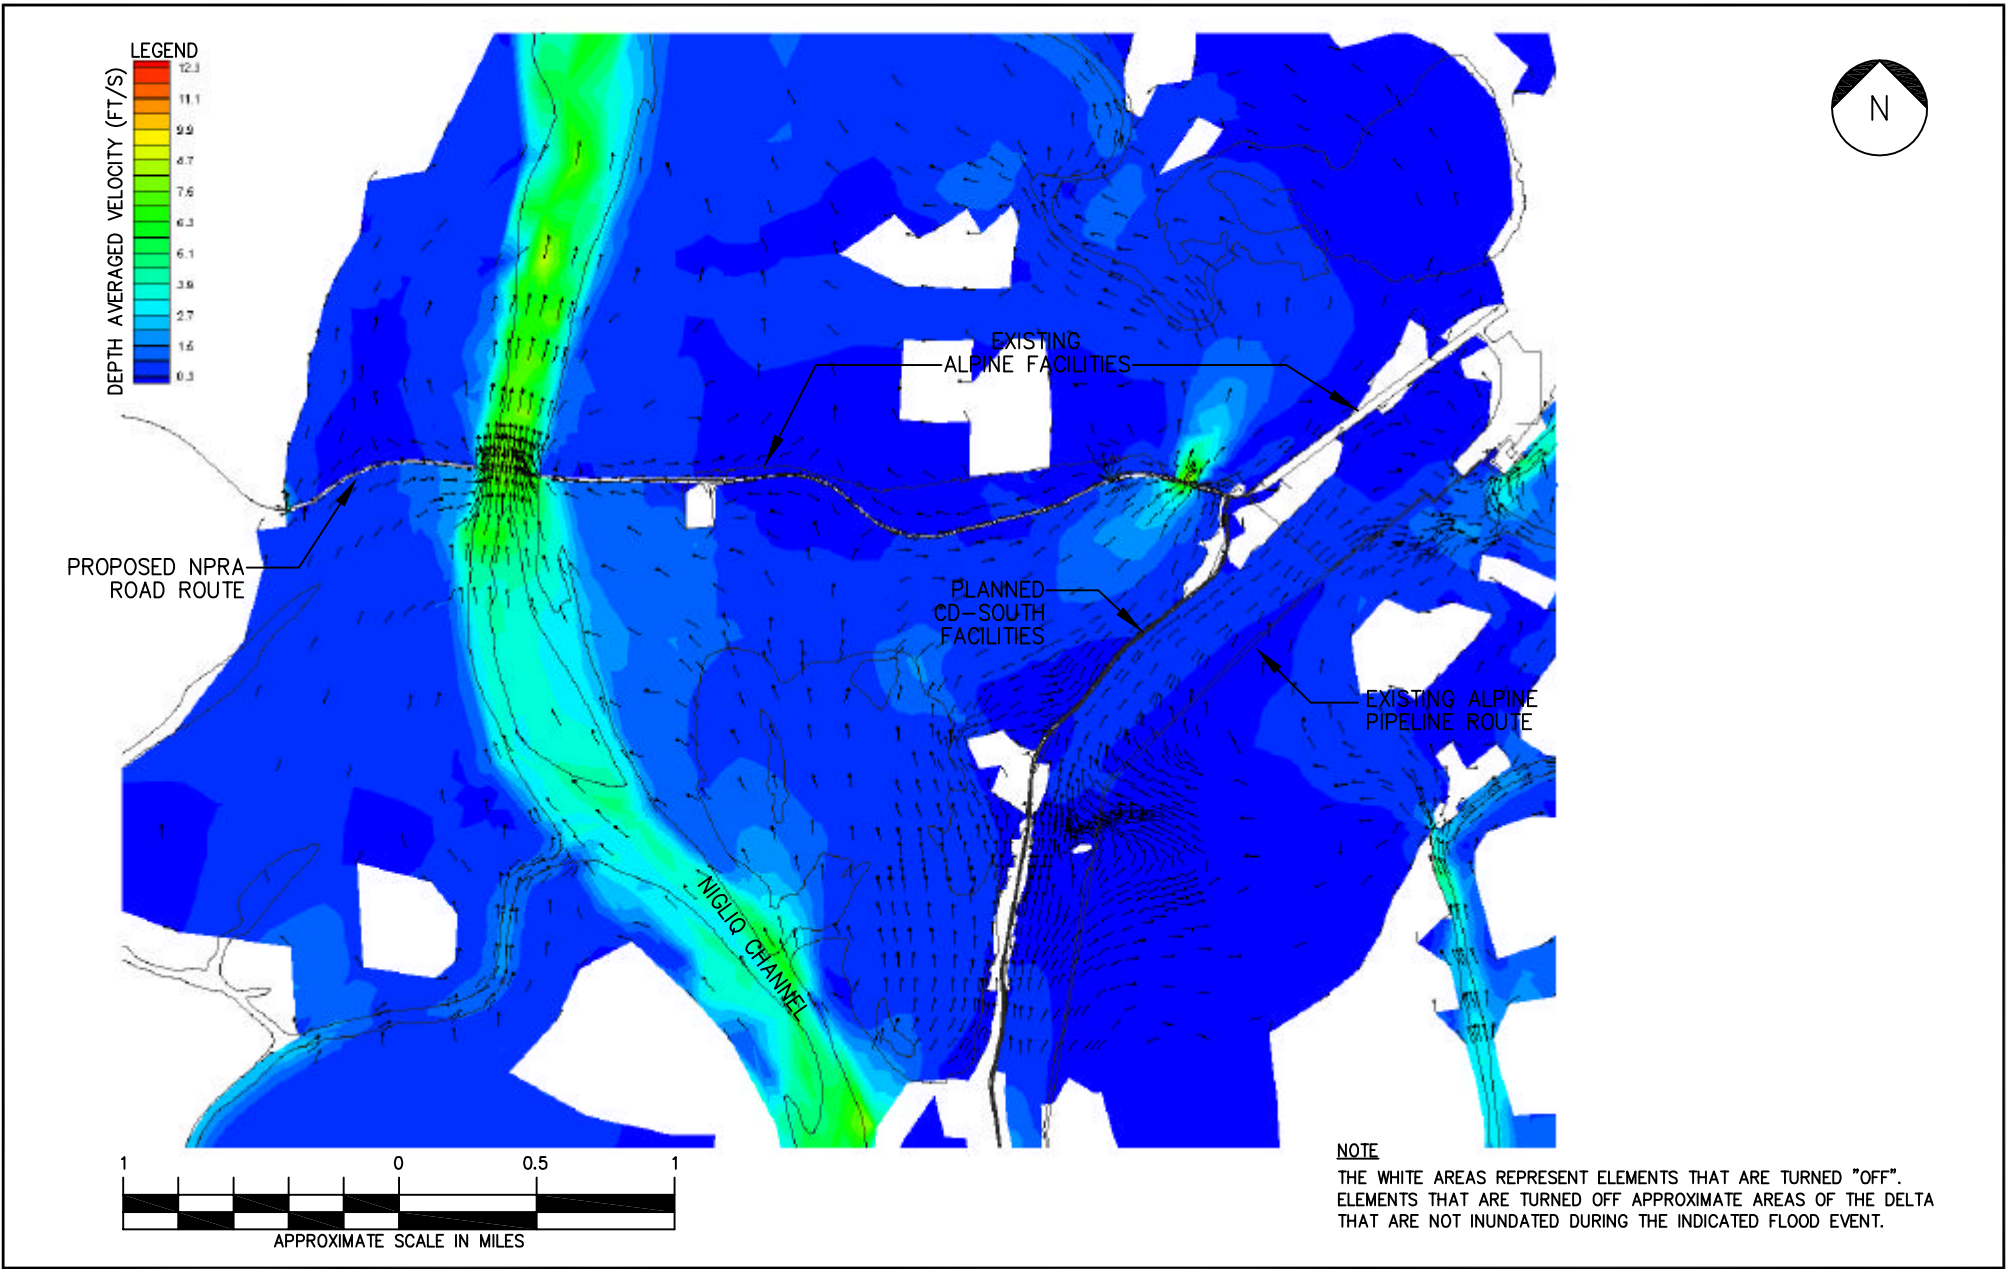 LEGEND
DEPTH AVERAGED VELOCITY (FT/S)
12.3
11.1
9.9
8.7
7.5
6.3
6.1
3.9
2.7
1.5
0.3
N
EXISTING
ALPINE FACILITIES
PROPOSED NPRA
ROAD ROUTE
PLANNED
CD-SOUTH
FACILITIES
EXISTING ALPINE
PIPELINE ROUTE
NIGLIQ CHANNEL
1 0 0.5 1
APPROXIMATE SCALE IN MILES
NOTE
THE WHITE AREAS REPRESENT ELEMENTS THAT ARE TURNED "OFF".
ELEMENTS THAT ARE TURNED OFF APPROXIMATE AREAS OF THE DELTA
THAT ARE NOT INUNDATED DURING THE INDICATED FLOOD EVENT.